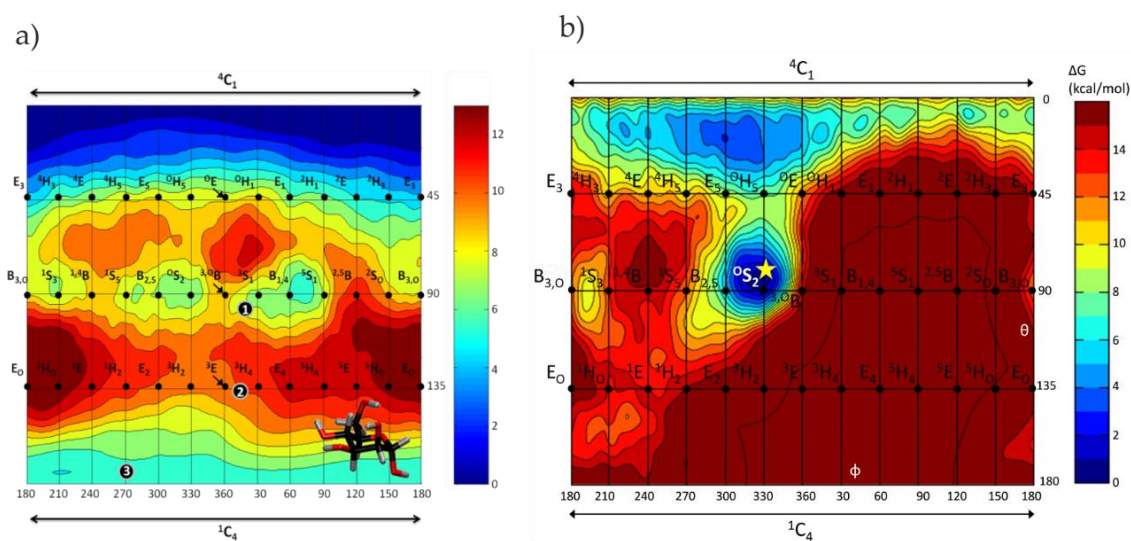 a)
⁴C₁
E₃ ⁴H₃ ⁴E ⁴H₅ E₅ ᴼH₅ ᴼE ᴼH₁ E₁ ²H₁ ²E ²H₃ E₃
45
B₃,ₒ ¹S₃ ¹,⁴B ¹S₅ B₂,₅ ᴼS₂ ³,ᴼB ³S₁ B₁,₄ ⁵S₁ ²,⁵B ²Sₒ B₃,ₒ
90
1
Eₒ ¹Hₒ ¹E ¹H₂ E₂ ³H₂ ³E ³H₄ E₄ ⁵H₄ ⁵E ⁵Hₒ Eₒ
135
2
3
180 210 240 270 300 330 360 30 60 90 120 150 180
¹C₄
12
10
8
6
4
2
0
b)
⁴C₁
0
E₃ ⁴H₃ ⁴E ⁴H₅ E₅ ᴼH₅ ᴼE ᴼH₁ E₁ ²H₁ ²E ²H₃ E₃
45
B₃,ₒ ¹S₃ ¹,⁴B ¹S₅ B₂,₅ ᴼS₂ ³,ᴼB ³S₁ B₁,₄ ⁵S₁ ²,⁵B ²Sₒ B₃,ₒ
90
θ
Eₒ ¹Hₒ ¹E ¹H₂ E₂ ³H₂ ³E ³H₄ E₄ ⁵H₄ ⁵E ⁵Hₒ Eₒ
135
ϕ
180
180 210 240 270 300 330 360 30 60 90 120 150 180
¹C₄
ΔG
(kcal/mol)
14
12
10
8
6
4
2
0